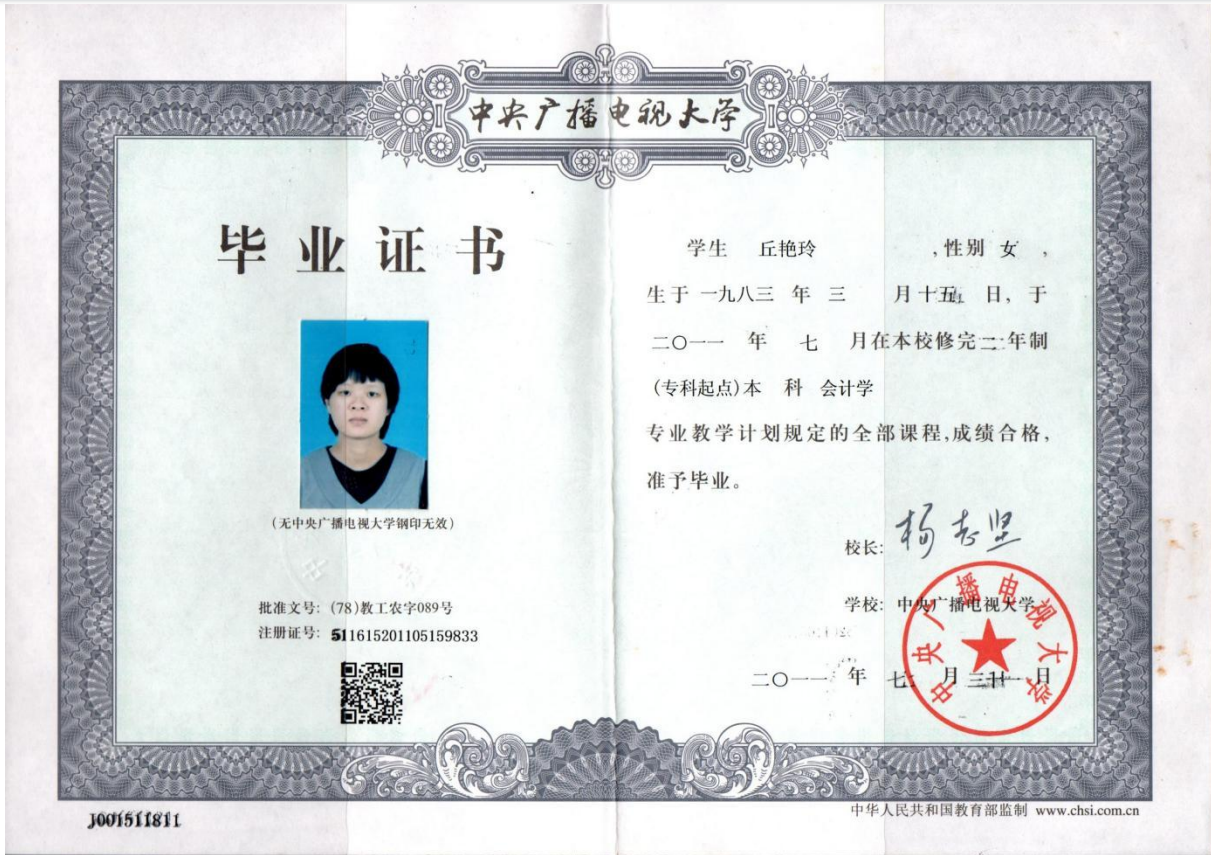 中央广播电视大学
毕业证书
(无中央广播电视大学钢印无效)
批准文号: (78)教工农字089号
注册证号: 511615201105159833
J001511811
学生 丘艳玲 ,性别 女 ,
生于 一九八三 年 三 月 十五 日, 于
二〇一一 年 七 月在本校修完 二 年制
(专科起点)本 科 会计学
专业教学计划规定的全部课程,成绩合格,
准予毕业。
校长: 杨志坚
学校: 中央广播电视大学
二〇一一 年 七 月 三十一 日
中央广播电视大学
中华人民共和国教育部监制 www.chsi.com.cn